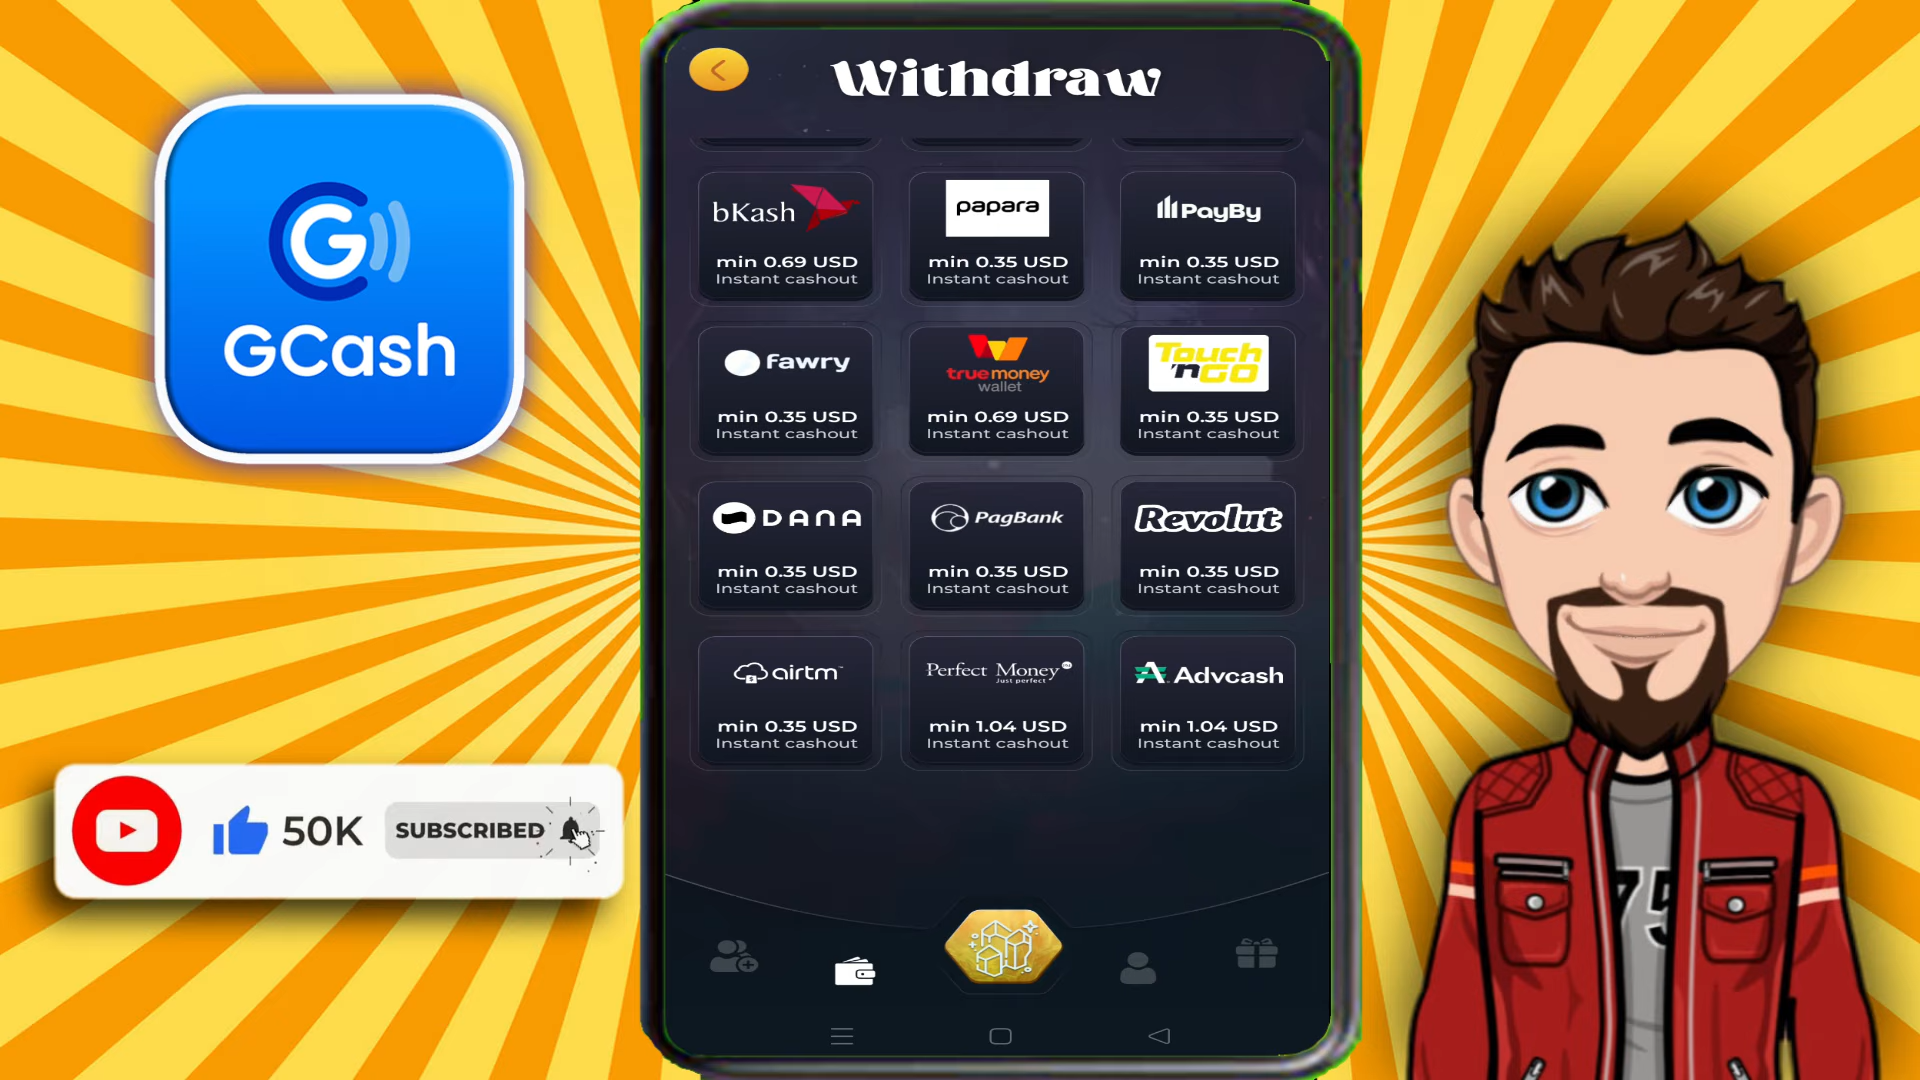 Withdraw
G
GCash
bKash
min 0.69 USD
Instant cashout
papara
min 0.35 USD
Instant cashout
PayBy
min 0.35 USD
Instant cashout
fawry
min 0.35 USD
Instant cashout
truemoney
wallet
min 0.69 USD
Instant cashout
Touch
'n GO
min 0.35 USD
Instant cashout
DANA
min 0.35 USD
Instant cashout
PagBank
min 0.35 USD
Instant cashout
Revolut
min 0.35 USD
Instant cashout
airtm
min 0.35 USD
Instant cashout
Perfect Money
Just perfect
min 1.04 USD
Instant cashout
Advcash
min 1.04 USD
Instant cashout
50K
SUBSCRIBED
75